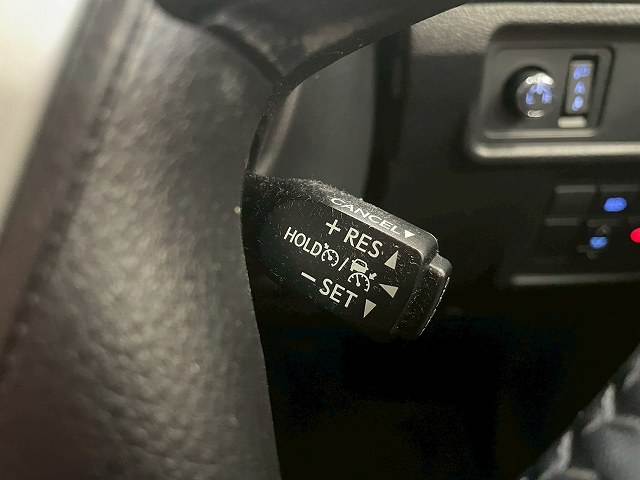 CANCEL▼
+RES▲
HOLD /
−SET▼